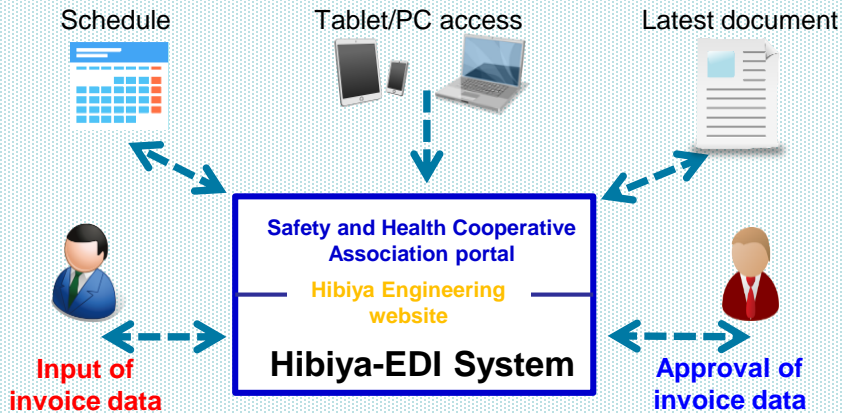 Schedule
Tablet/PC access
Latest document
Safety and Health Cooperative
Association portal
Hibiya Engineering
website
Hibiya-EDI System
Input of
invoice data
Approval of
invoice data